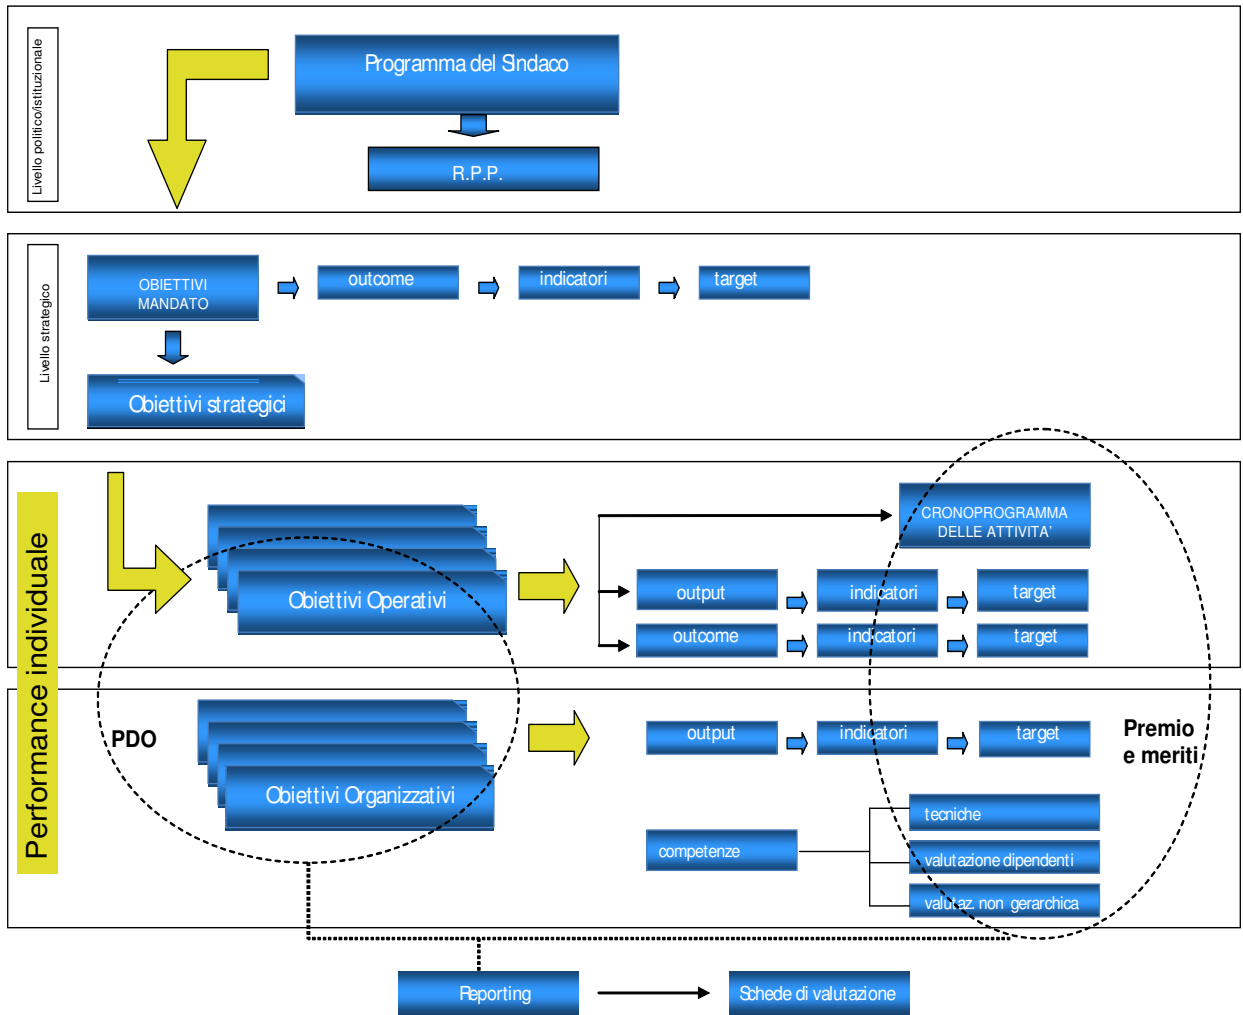 Livello politico/istituzionale
Programma del Sindaco
R.P.P.
Livello strategico
OBIETTIVI
MANDATO
outcome
indicatori
target
Obiettivi strategici
Performance individuale
Obiettivi Operativi
CRONOPROGRAMMA
DELLE ATTIVITA'
output
indicatori
target
outcome
indicatori
target
PDO
Obiettivi Organizzativi
output
indicatori
target
Premio
e meriti
competenze
tecniche
valutazione dipendenti
valutaz. non gerarchica
Reporting
Schede di valutazione